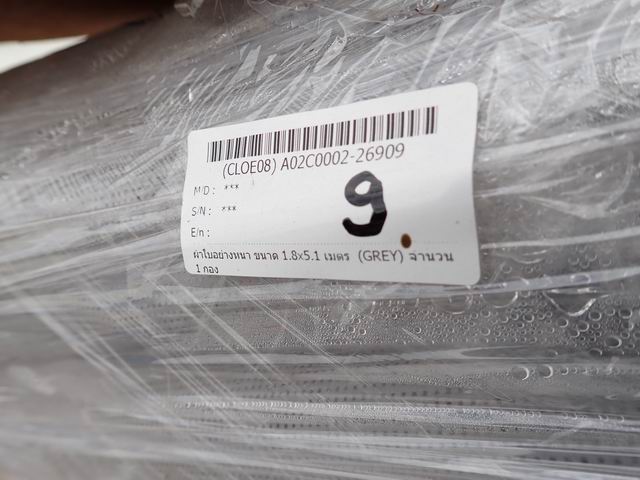 (CLOE08) A02C0002-26909
M/D : ***
S/N : ***
E/n :
9
ผ้าใบอย่างหนา ขนาด 1.8x5.1 เมตร (GREY) จำนวน
1 กอง